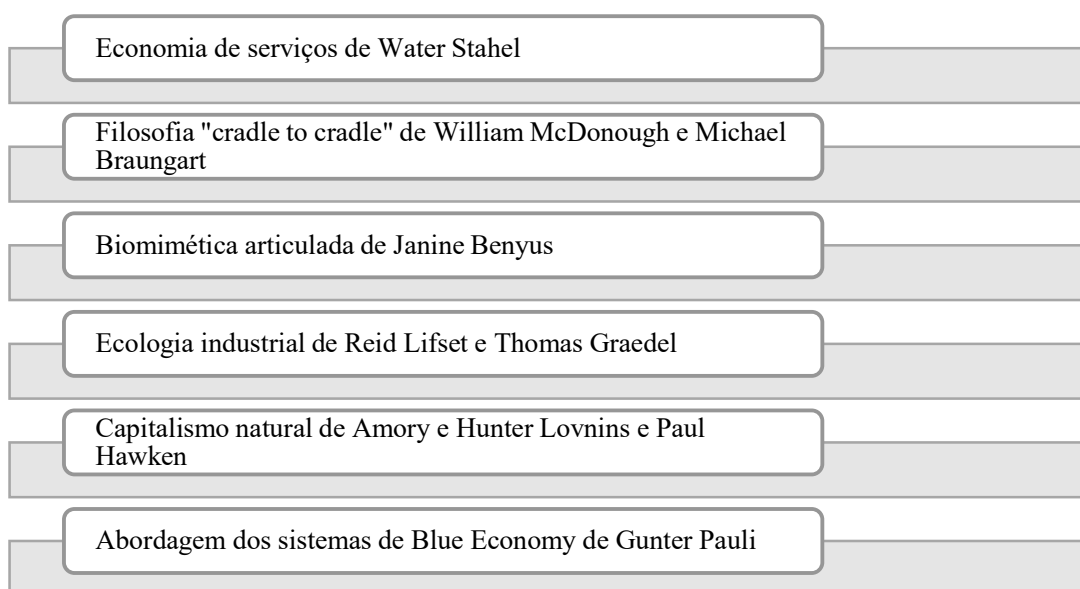 Economia de serviços de Water Stahel
Filosofia "cradle to cradle" de William McDonough e Michael
Braungart
Biomimética articulada de Janine Benyus
Ecologia industrial de Reid Lifset e Thomas Graedel
Capitalismo natural de Amory e Hunter Lovnins e Paul
Hawken
Abordagem dos sistemas de Blue Economy de Gunter Pauli